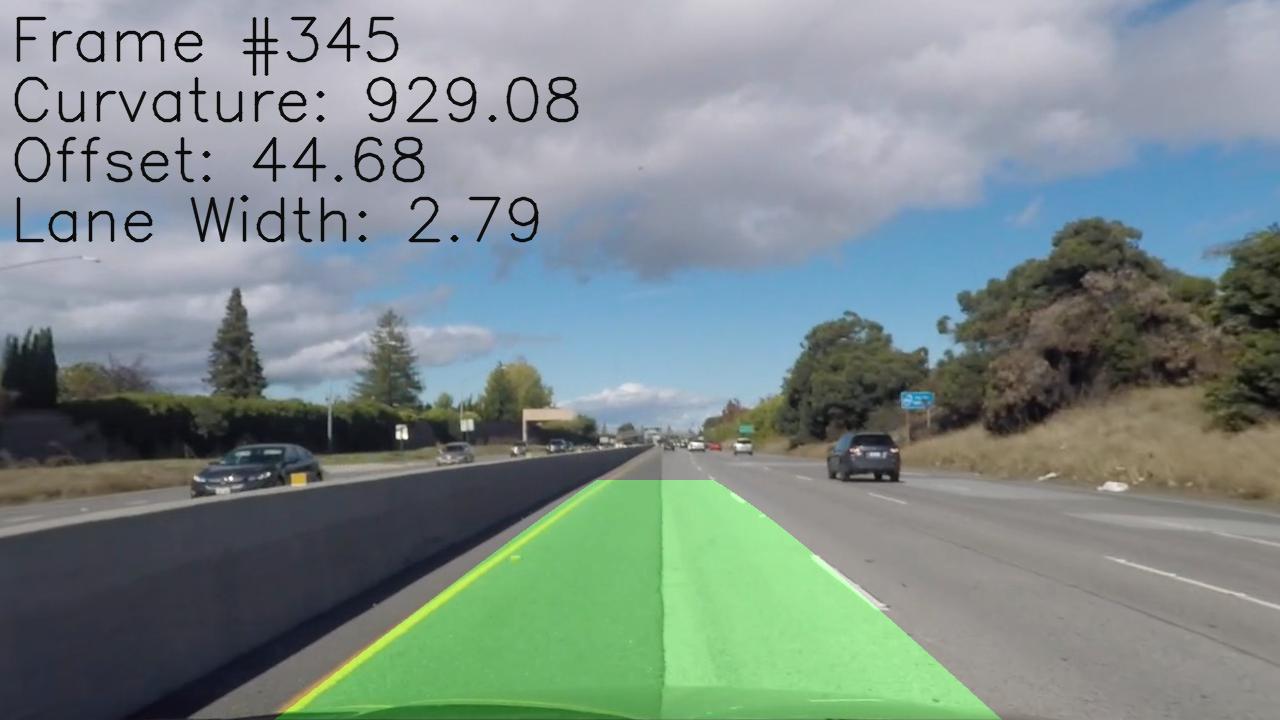 Frame #345
Curvature: 929.08
Offset: 44.68
Lane Width: 2.79